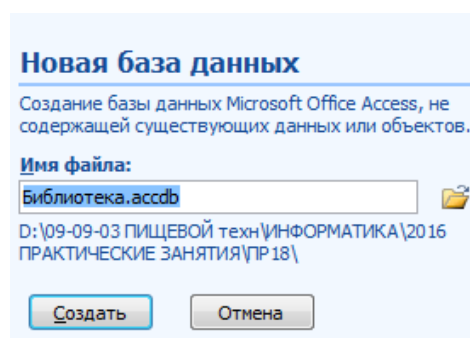 Новая база данных
Создание базы данных Microsoft Office Access, не
содержащей существующих данных или объектов.
Имя файла:
Библиотека.accdb
D:\09-09-03 ПИЩЕВОЙ техн\ИНФОРМАТИКА\2016
ПРАКТИЧЕСКИЕ ЗАНЯТИЯ\ПР18\
Создать Отмена